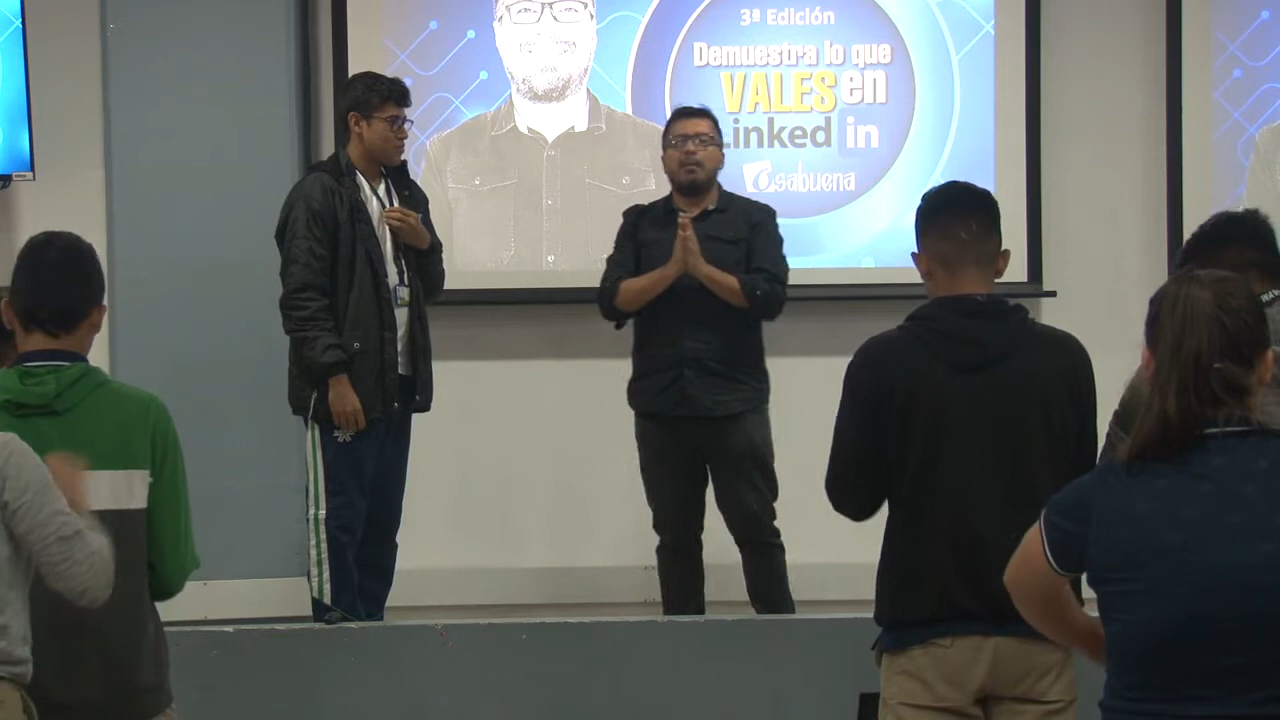 3ª Edición
Demuestra lo que
VALES en
Linked in
Osabuena